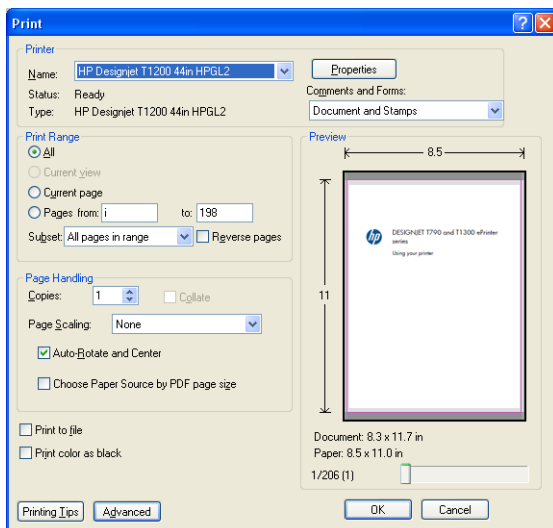 Print
Printer
Name: HP Designjet T1200 44in HPGL2
Properties
Status: Ready
Comments and Forms:
Type: HP Designjet T1200 44in HPGL2
Document and Stamps
Print Range
All
Current view
Current page
Pages from: i to: 198
Subset: All pages in range Reverse pages
Page Handling
Copies: 1 Collate
Page Scaling: None
Auto-Rotate and Center
Choose Paper Source by PDF page size
Print to file
Print color as black
Printing Tips Advanced
Preview
8.5
11
hp
DESIGNJET T790 and T1300 ePrinter
series
Using your printer
Document: 8.3 x 11.7 in
Paper: 8.5 x 11.0 in
1/206 (1)
OK Cancel